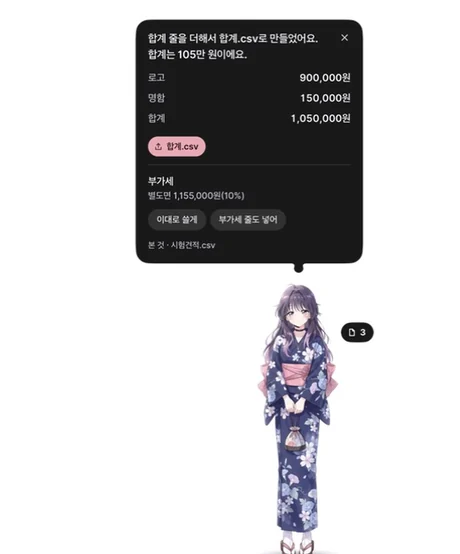 합계 줄을 더해서 합계.csv로 만들었어요.
합계는 105만 원이에요.
로고 900,000원
명함 150,000원
합계 1,050,000원
합계.csv
부가세
별도면 1,155,000원(10%)
이대로 쓸게 부가세 줄도 넣어
본 것 · 시험견적.csv
3